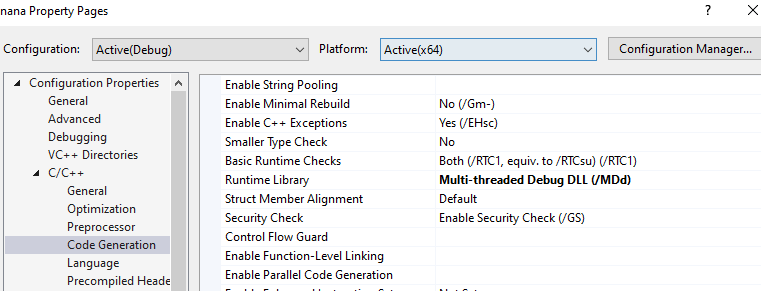 nana Property Pages ? ×
Configuration: Active(Debug) Platform: Active(x64) Configuration Manager...
Configuration Properties
General
Advanced
Debugging
VC++ Directories
C/C++
General
Optimization
Preprocessor
Code Generation
Language
Precompiled Heade
Enable String Pooling
Enable Minimal Rebuild No (/Gm-)
Enable C++ Exceptions Yes (/EHsc)
Smaller Type Check No
Basic Runtime Checks Both (/RTC1, equiv. to /RTCsu) (/RTC1)
Runtime Library Multi-threaded Debug DLL (/MDd)
Struct Member Alignment Default
Security Check Enable Security Check (/GS)
Control Flow Guard
Enable Function-Level Linking
Enable Parallel Code Generation